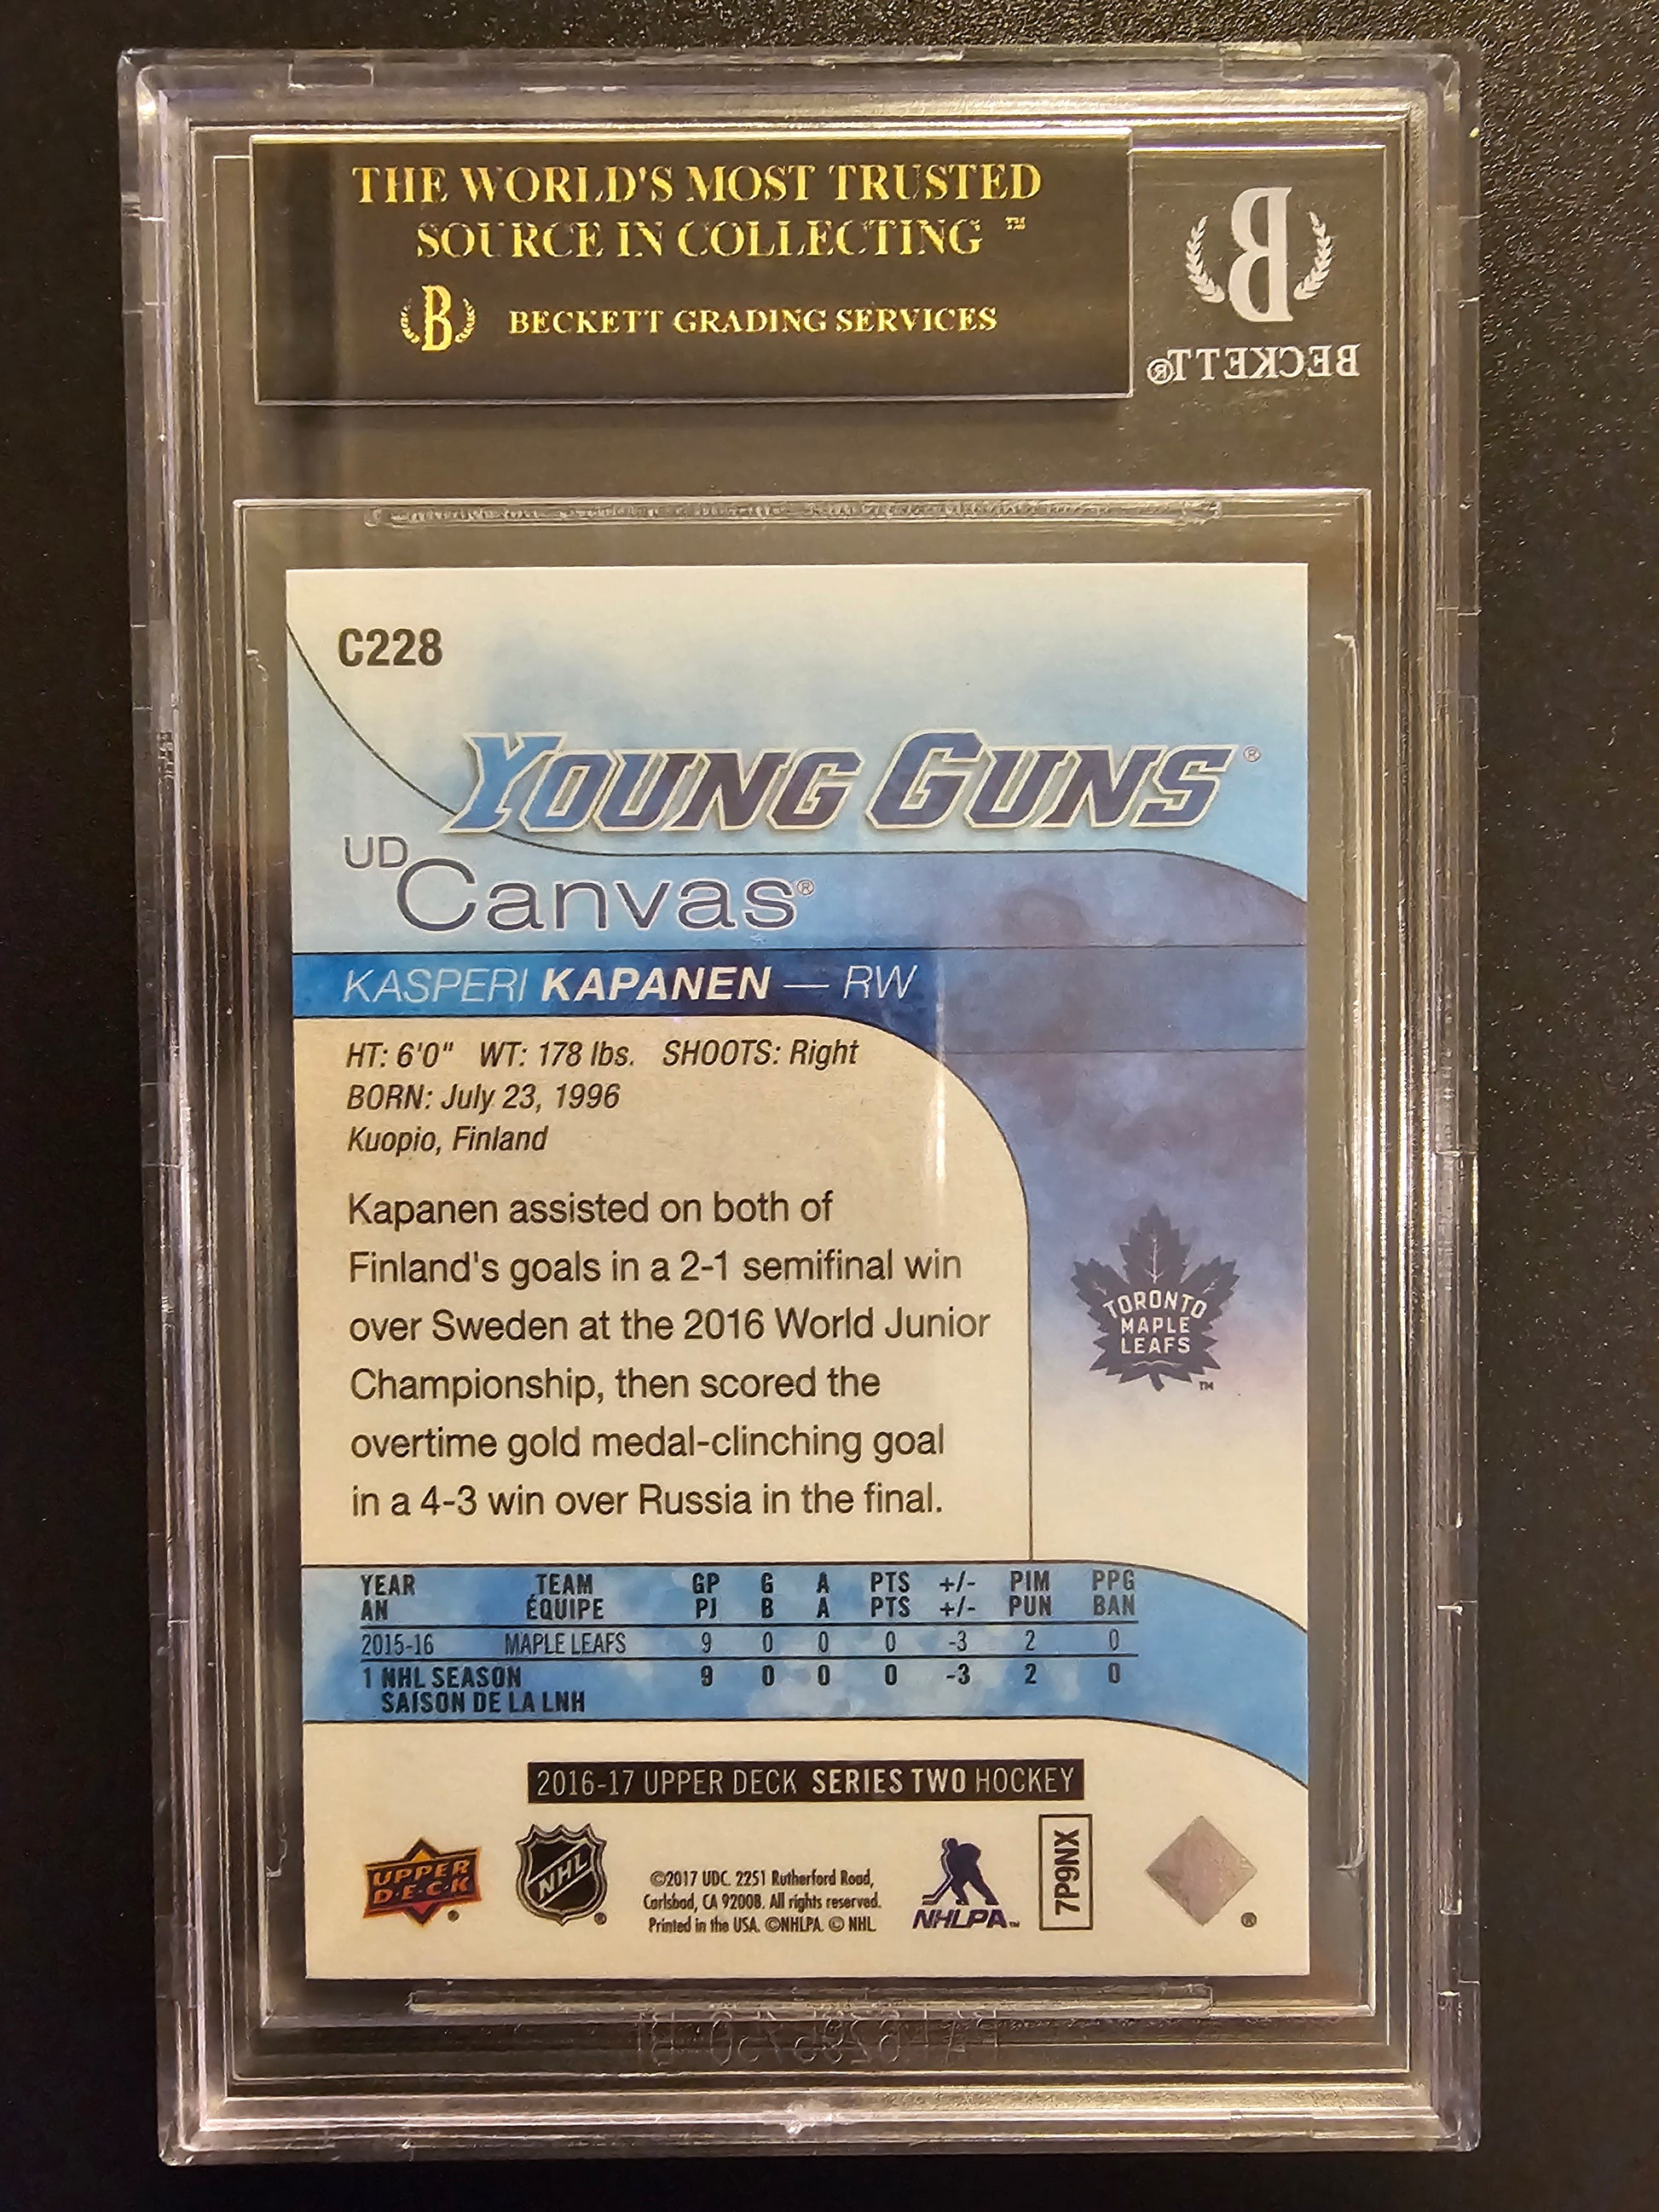 THE WORLD'S MOST TRUSTED
SOURCE IN COLLECTING ™
B BECKETT GRADING SERVICES
B
BECKETT®
C228
YOUNG GUNS®
UD
Canvas®
KASPERI KAPANEN — RW
HT: 6'0" WT: 178 lbs. SHOOTS: Right
BORN: July 23, 1996
Kuopio, Finland
Kapanen assisted on both of
Finland's goals in a 2-1 semifinal win
over Sweden at the 2016 World Junior
Championship, then scored the
overtime gold medal-clinching goal
in a 4-3 win over Russia in the final.
TORONTO
MAPLE
LEAFS
™
YEAR TEAM GP G A PTS +/- PIM PPG
AN ÉQUIPE PJ B A PTS +/- PUN BAN
2015-16 MAPLE LEAFS 9 0 0 0 -3 2 0
1 NHL SEASON 9 0 0 0 -3 2 0
SAISON DE LA LNH
2016-17 UPPER DECK SERIES TWO HOCKEY
UPPER
D·E·C·K ®
NHL ®
©2017 UDC. 2251 Rutherford Road,
Carlsbad, CA 92008. All rights reserved.
Printed in the USA. ©NHLPA. © NHL
NHLPA™
7P9NX
®